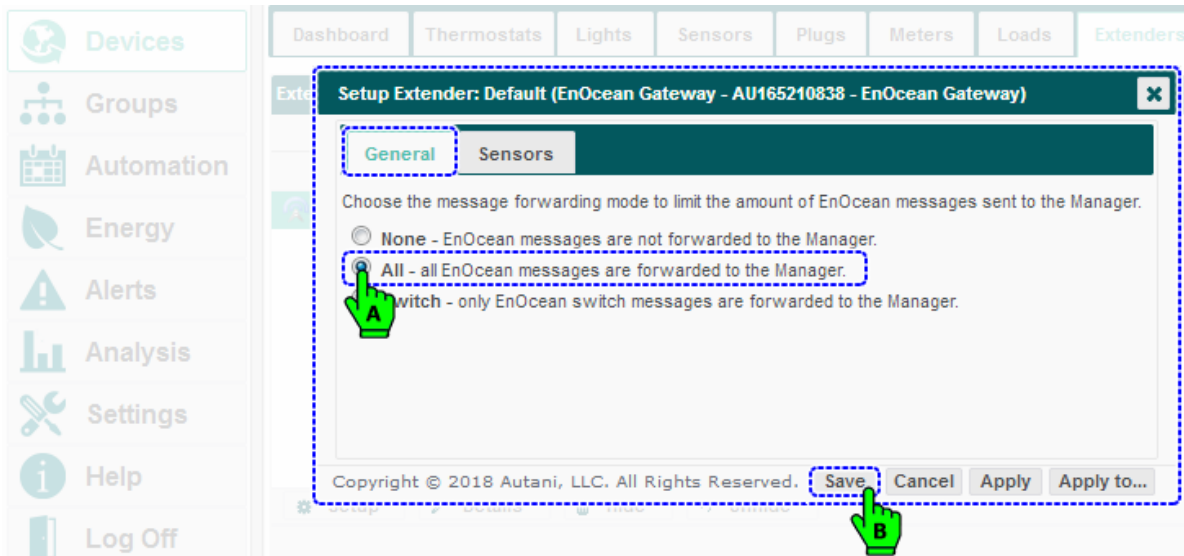 Devices
Groups
Automation
Energy
Alerts
Analysis
Settings
Help
Log Off
Dashboard Thermostats Lights Sensors Plugs Meters Loads Extenders
Exte
Setup Extender: Default (EnOcean Gateway - AU165210838 - EnOcean Gateway)
General Sensors
Choose the message forwarding mode to limit the amount of EnOcean messages sent to the Manager.
None - EnOcean messages are not forwarded to the Manager.
All - all EnOcean messages are forwarded to the Manager.
witch - only EnOcean switch messages are forwarded to the Manager.
A
Copyright © 2018 Autani, LLC. All Rights Reserved. Save Cancel Apply Apply to...
B